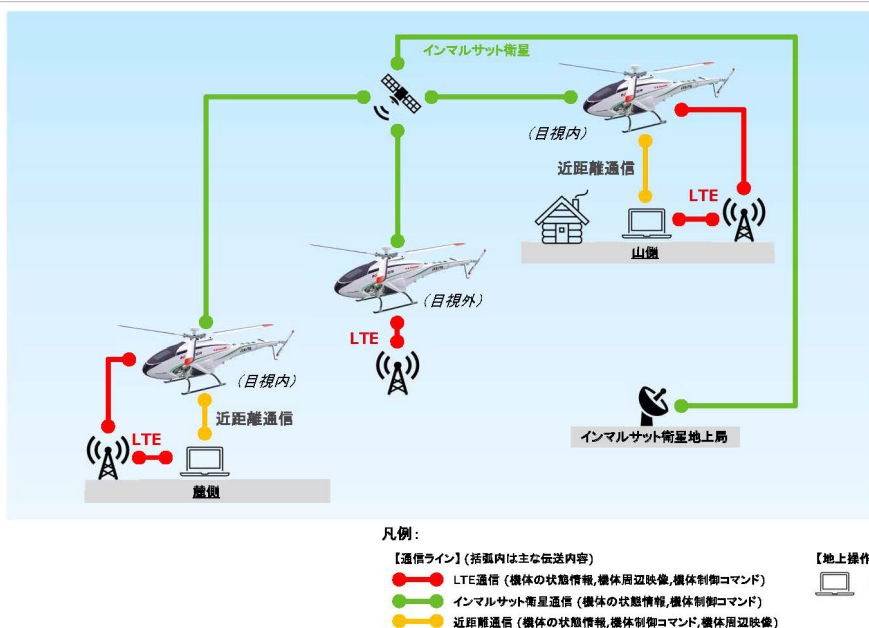 インマルサット衛星
(目視内)
近距離通信
LTE
山側
(目視外)
LTE
(目視内)
近距離通信
LTE
麓側
インマルサット衛星地上局
凡例:
【通信ライン】(括弧内は主な伝送内容)
LTE通信 (機体の状態情報,機体周辺映像,機体制御コマンド)
インマルサット衛星通信 (機体の状態情報,機体制御コマンド)
近距離通信 (機体の状態情報,機体制御コマンド,機体周辺映像)
【地上操作